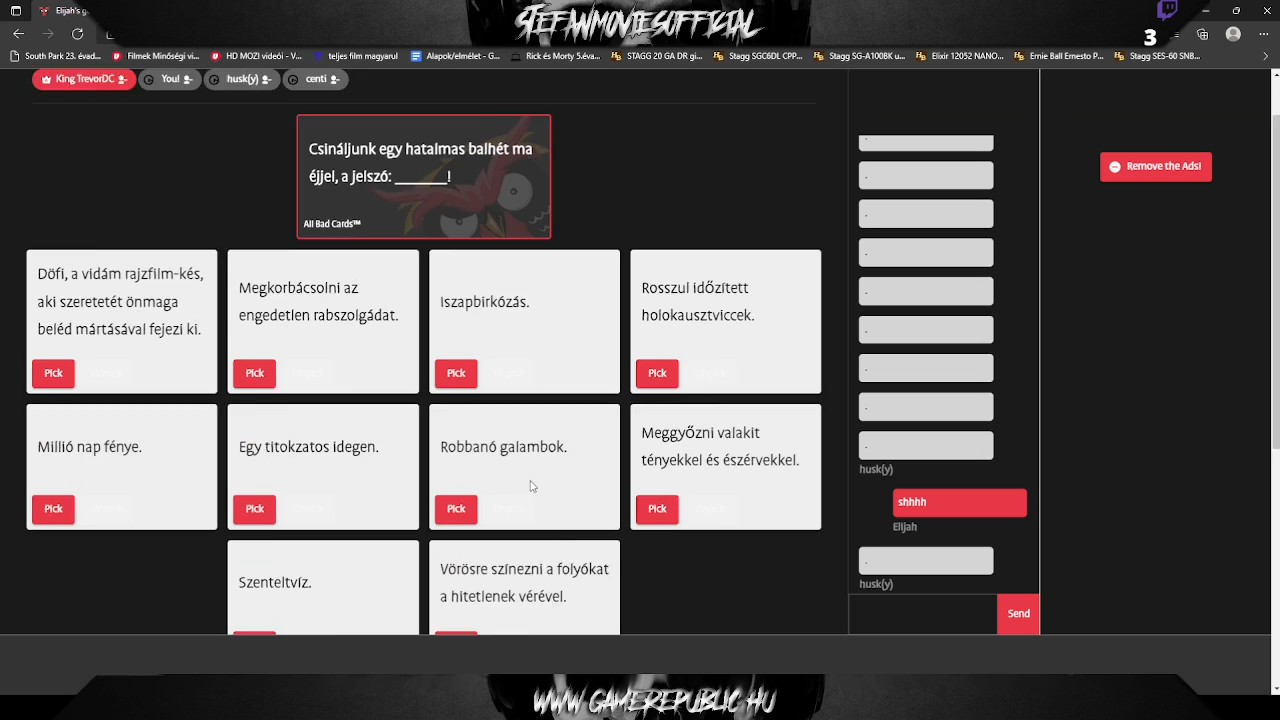 Elijah's g
STEFANMOVIESOFFICIAL
3
South Park 23. évad...
Filmek Minőségi vi...
HD MOZI videói - V...
teljes film magyarul
Alapok/elmélet - G...
Rick és Morty 5.éva...
STAGG 20 GA DR gi...
Stagg SGC6DL CPP...
Stagg SG-A100BK u...
Elixir 12052 NANO...
Ernie Ball Ernesto P...
Stagg SES-60 SNB...
King TrevorDC
You!
husk(y)
centi
Csináljunk egy hatalmas balhét ma
éjjel, a jelszó: ______!
All Bad Cards™
Remove the Ads!
Döfi, a vidám rajzfilm-kés,
aki szeretetét önmaga
beléd mártásával fejezi ki.
Pick
Megkorbácsolni az
engedetlen rabszolgádat.
Pick
Iszapbirkózás.
Pick
Rosszul időzített
holokausztviccek.
Pick
Millió nap fénye.
Pick
Egy titokzatos idegen.
Pick
Robbanó galambok.
Pick
Meggyőzni valakit
tényekkel és észérvekkel.
Pick
Szenteltvíz.
Vörösre színezni a folyókat
a hitetlenek vérével.
.
.
.
.
.
.
.
.
.
husk(y)
shhhh
Elijah
.
husk(y)
Send
WWW.GAMEREPUBLIC.HU